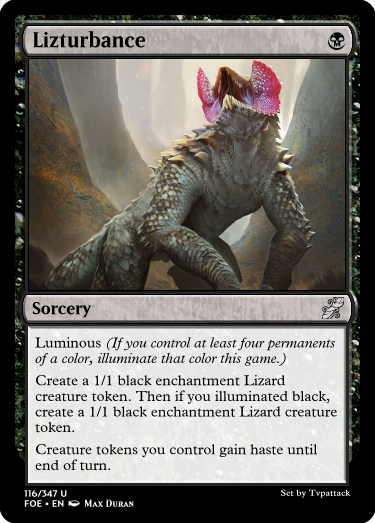 Lizturbance
Sorcery
Luminous (If you control at least four permanents
of a color, illuminate that color this game.)
Create a 1/1 black enchantment Lizard
creature token. Then if you illuminated black,
create a 1/1 black enchantment Lizard creature
token.
Creature tokens you control gain haste until
end of turn.
116/347 U
FOE • EN Max Duran
Set by Tvpattack